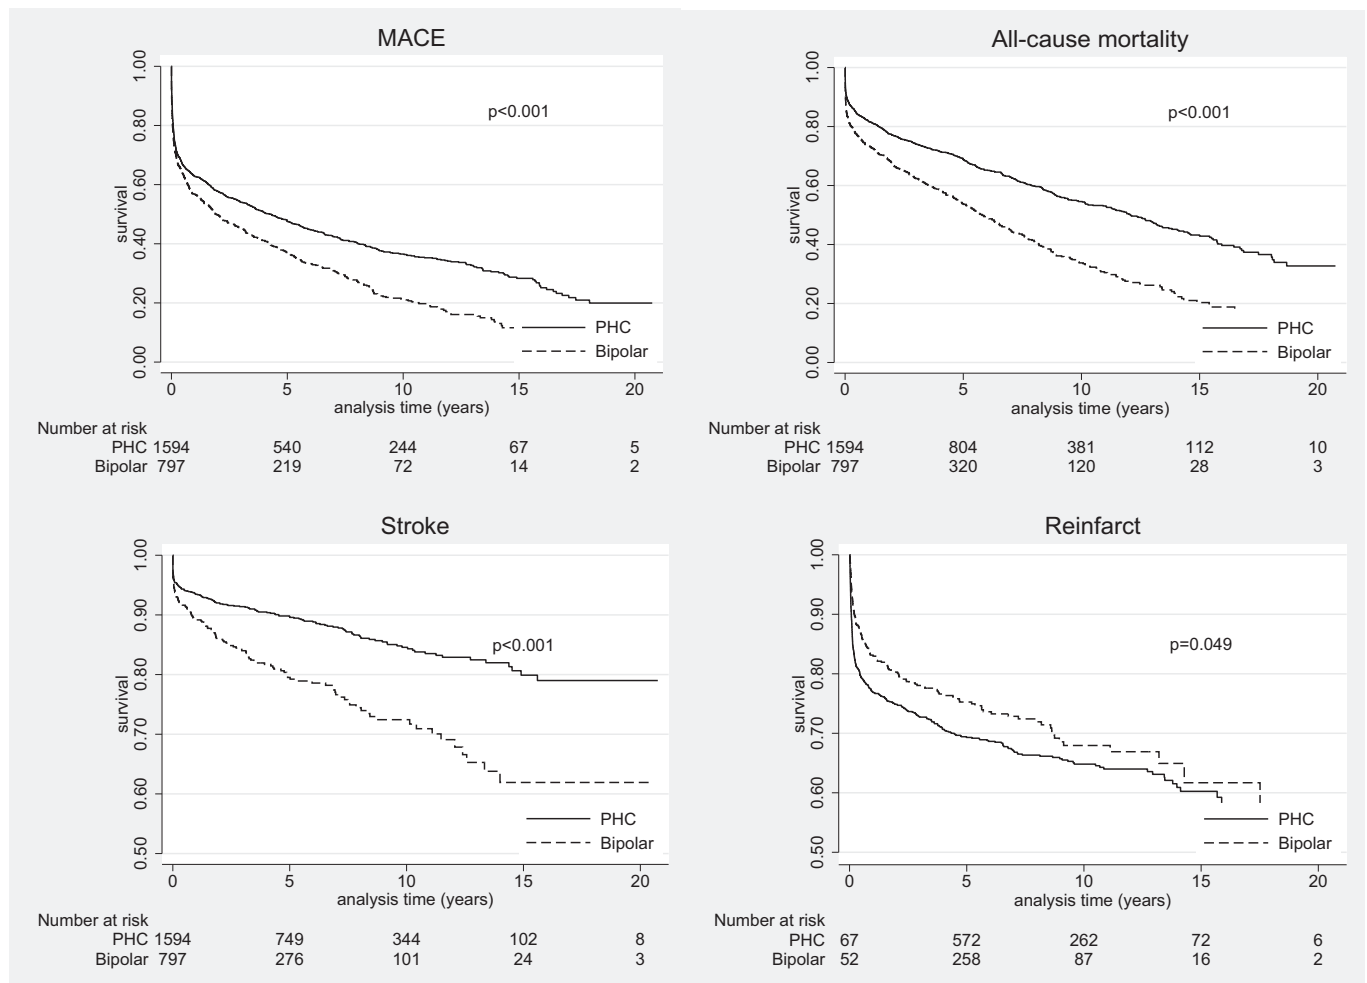 MACE
1.00
0.80
0.60
0.40
0.20
0.00
survival
p<0.001
PHC
Bipolar
0 5 10 15 20
analysis time (years)
Number at risk
PHC 1594 540 244 67 5
Bipolar 797 219 72 14 2
All-cause mortality
1.00
0.80
0.60
0.40
0.20
0.00
survival
p<0.001
PHC
Bipolar
0 5 10 15 20
analysis time (years)
Number at risk
PHC 1594 804 381 112 10
Bipolar 797 320 120 28 3
Stroke
1.00
0.90
0.80
0.70
0.60
0.50
survival
p<0.001
PHC
Bipolar
0 5 10 15 20
analysis time (years)
Number at risk
PHC 1594 749 344 102 8
Bipolar 797 276 101 24 3
Reinfarct
1.00
0.90
0.80
0.70
0.60
0.50
survival
p=0.049
PHC
Bipolar
0 5 10 15 20
analysis time (years)
Number at risk
PHC 67 572 262 72 6
Bipolar 52 258 87 16 2